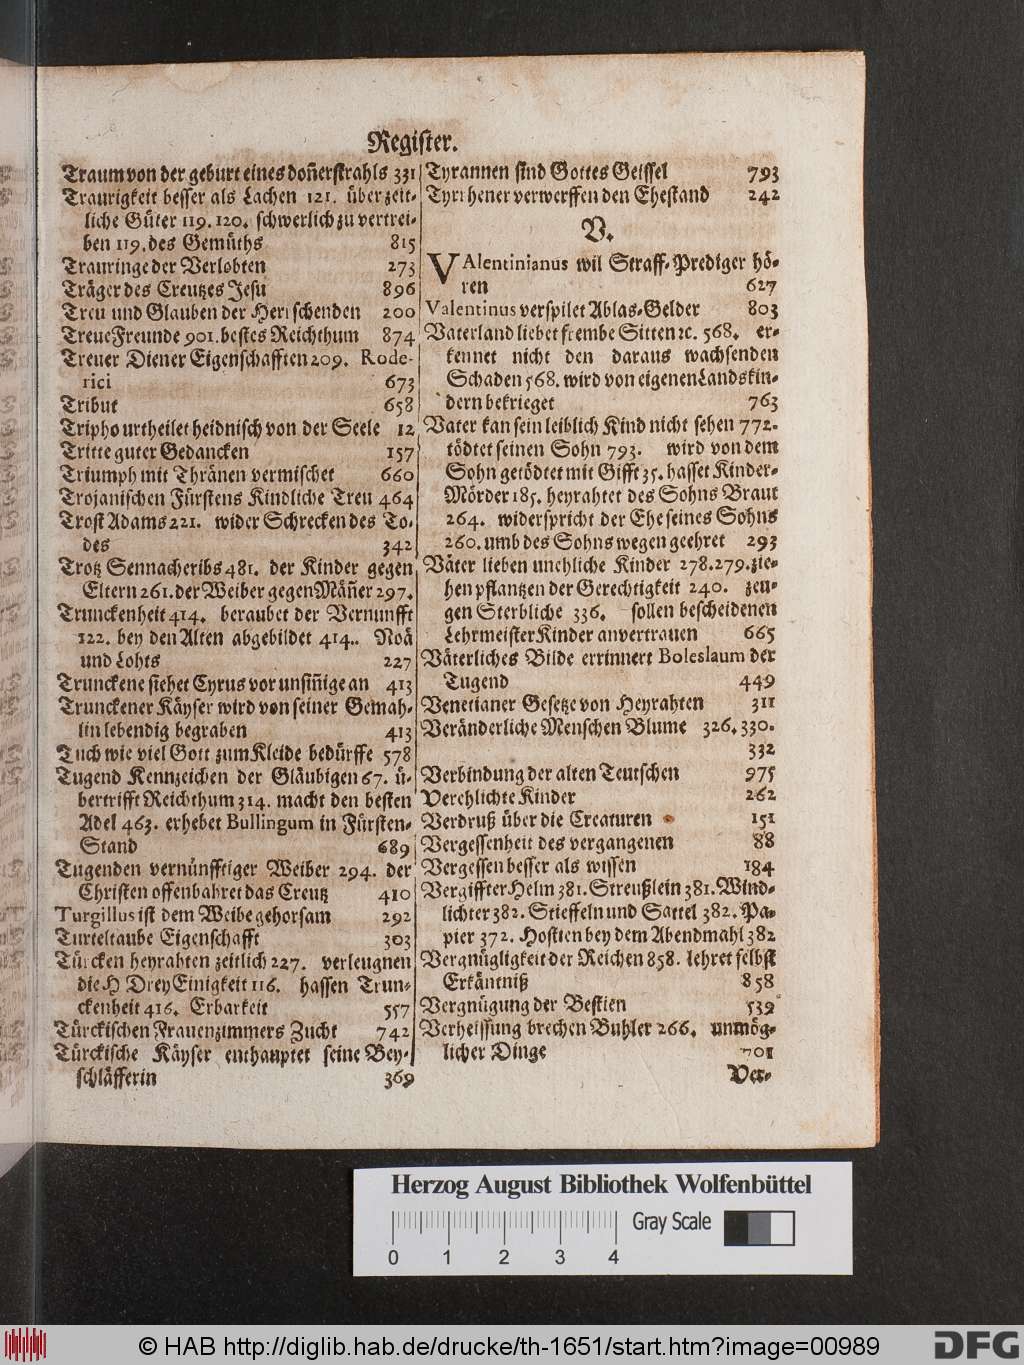 Register.
Traum von der geburt eines doñerstrahls 331
Traurigkeit besser als Lachen 121. über zeit-
liche Güter 119. 120. schwerlich zu vertrei-
ben 119. des Gemüths 815
Trauringe der Verlobten 273
Träger des Creutzes Jesu 896
Treu und Glauben der Herrschenden 200
Treue Freunde 901. bestes Reichthum 874
Treuer Diener Eigenschafften 209. Rode-
rici 673
Tribut 658
Tripho urtheilet heidnisch von der Seele 12
Tritte guter Gedancken 157
Triumph mit Thränen vermischet 660
Trojanischen Fürstens Kindliche Treu 464
Trost Adams 221. wider Schrecken des To-
des 342
Trotz Sennacheribs 481. der Kinder gegen
Eltern 261. der Weiber gegen Mäñer 297.
Trunckenheit 414. beraubet der Vernunfft
122. bey den Alten abgebildet 414.. Noä
und Lohts 227
Trunckene siehet Cyrus vor unsiñige an 413
Trunckener Käyser wird von seiner Gemah-
lin lebendig begraben 413
Tuch wie viel Gott zum Kleide bedürffe 578
Tugend Kennzeichen der Gläubigen 67. ü-
bertrifft Reichthum 314. macht den besten
Adel 463. erhebet Bullingum in Fürsten-
Stand 689
Tugenden vernünfftiger Weiber 294. der
Christen offenbahret das Creutz 410
Turgillus ist dem Weibe gehorsam 292
Turteltaube Eigenschafft 303
Türcken heyrahten zeitlich 227. verleugnen
die H Drey Einigkeit 116. hassen Trun-
ckenheit 416. Erbarkeit 557
Türckischen Frauenzimmers Zucht 742
Türckische Käyser enthauptet seine Bey-
schläfferin 369
Tyrannen sind Gottes Geissel 793
Tyrrhener verwerffen den Ehestand 242
V.
VAlentinianus wil Straff-Prediger hö-
ren 627
Valentinus verspilet Ablas-Gelder 803
Vaterland liebet frembe Sitten ꝛc. 568. er-
kennet nicht den daraus wachsenden
Schaden 568. wird von eigenen Landskin-
dern bekrieget 763
Vater kan sein leiblich Kind nicht sehen 772.
tödtet seinen Sohn 793. wird von dem
Sohn getödtet mit Gifft 35. hasset Kinder-
Mörder 185. heyrahtet des Sohns Braut
264. widerspricht der Ehe seines Sohns
260. umb des Sohns wegen geehret 293
Väter lieben unehliche Kinder 278. 279. zie-
hen pflantzen der Gerechtigkeit 240. zeu-
gen Sterbliche 336. sollen bescheidenen
Lehrmeister Kinder anvertrauen 665
Väterliches Bilde errinnert Boleslaum der
Tugend 449
Venetianer Gesetze von Heyrahten 311
Veränderliche Menschen Blume 326. 330.
332
Verbindung der alten Teutschen 975
Verehlichte Kinder 262
Verdruß über die Creaturen 151
Vergessenheit des vergangenen 88
Vergessen besser als wissen 184
Vergiffter Helm 381. Streußlein 381. Wind-
lichter 382. Stieffeln und Sattel 382. Pa-
pier 372. Hostien bey dem Abendmahl 382
Vergnügligkeit der Reichen 858. lehret selbst
Erkäntniß 858
Vergnügung der Bestien 539
Verheissung brechen Buhler 266. unmög-
licher Dinge 701
Ver-
Herzog August Bibliothek Wolfenbüttel
Gray Scale
0 1 2 3 4
© HAB http://diglib.hab.de/drucke/th-1651/start.htm?image=00989
DFG